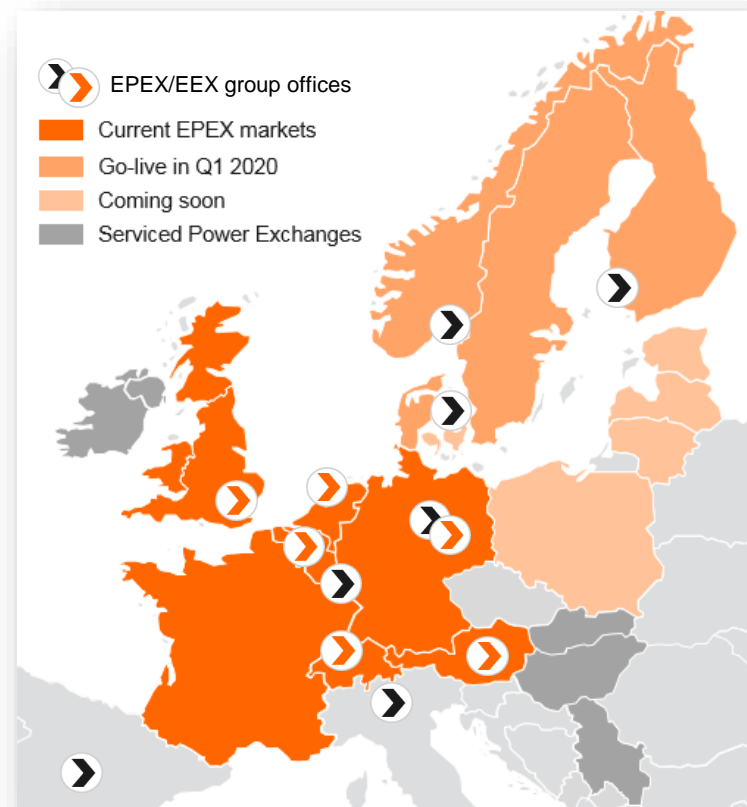 EPEX/EEX group offices
Current EPEX markets
Go-live in Q1 2020
Coming soon
Serviced Power Exchanges